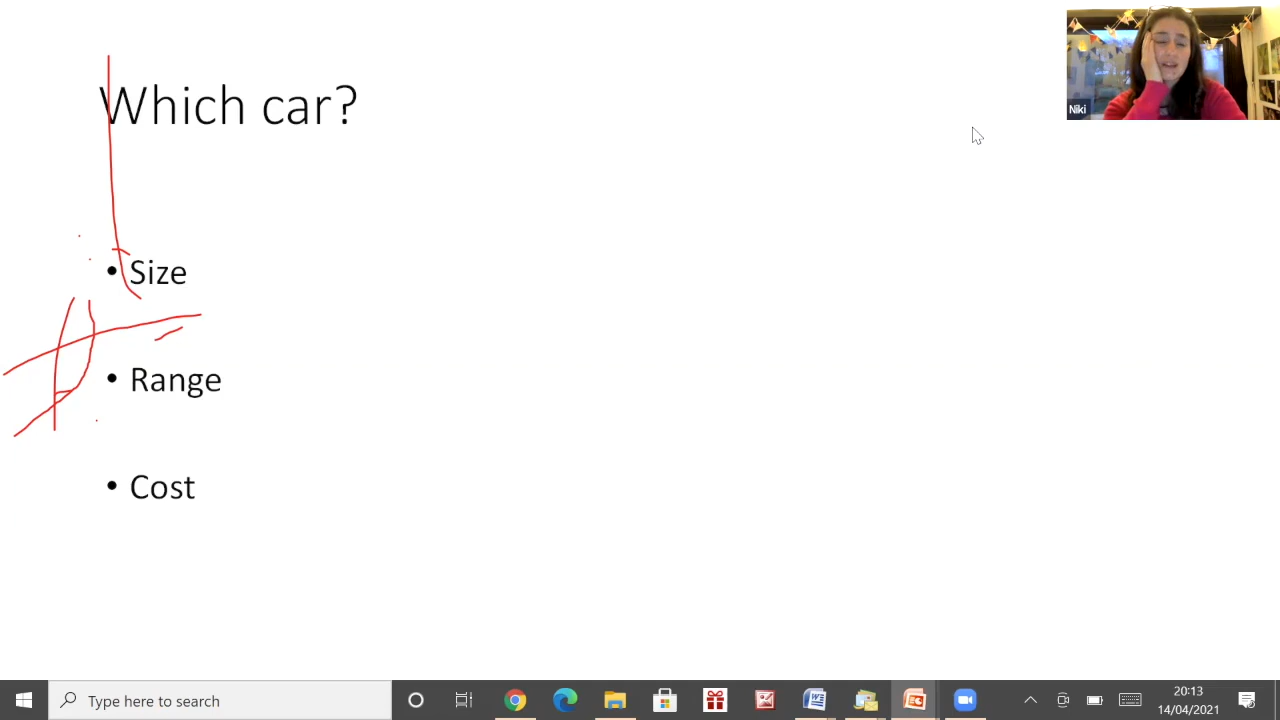 Which car?
Niki
• Size
• Range
• Cost
Type here to search
20:13
14/04/2021